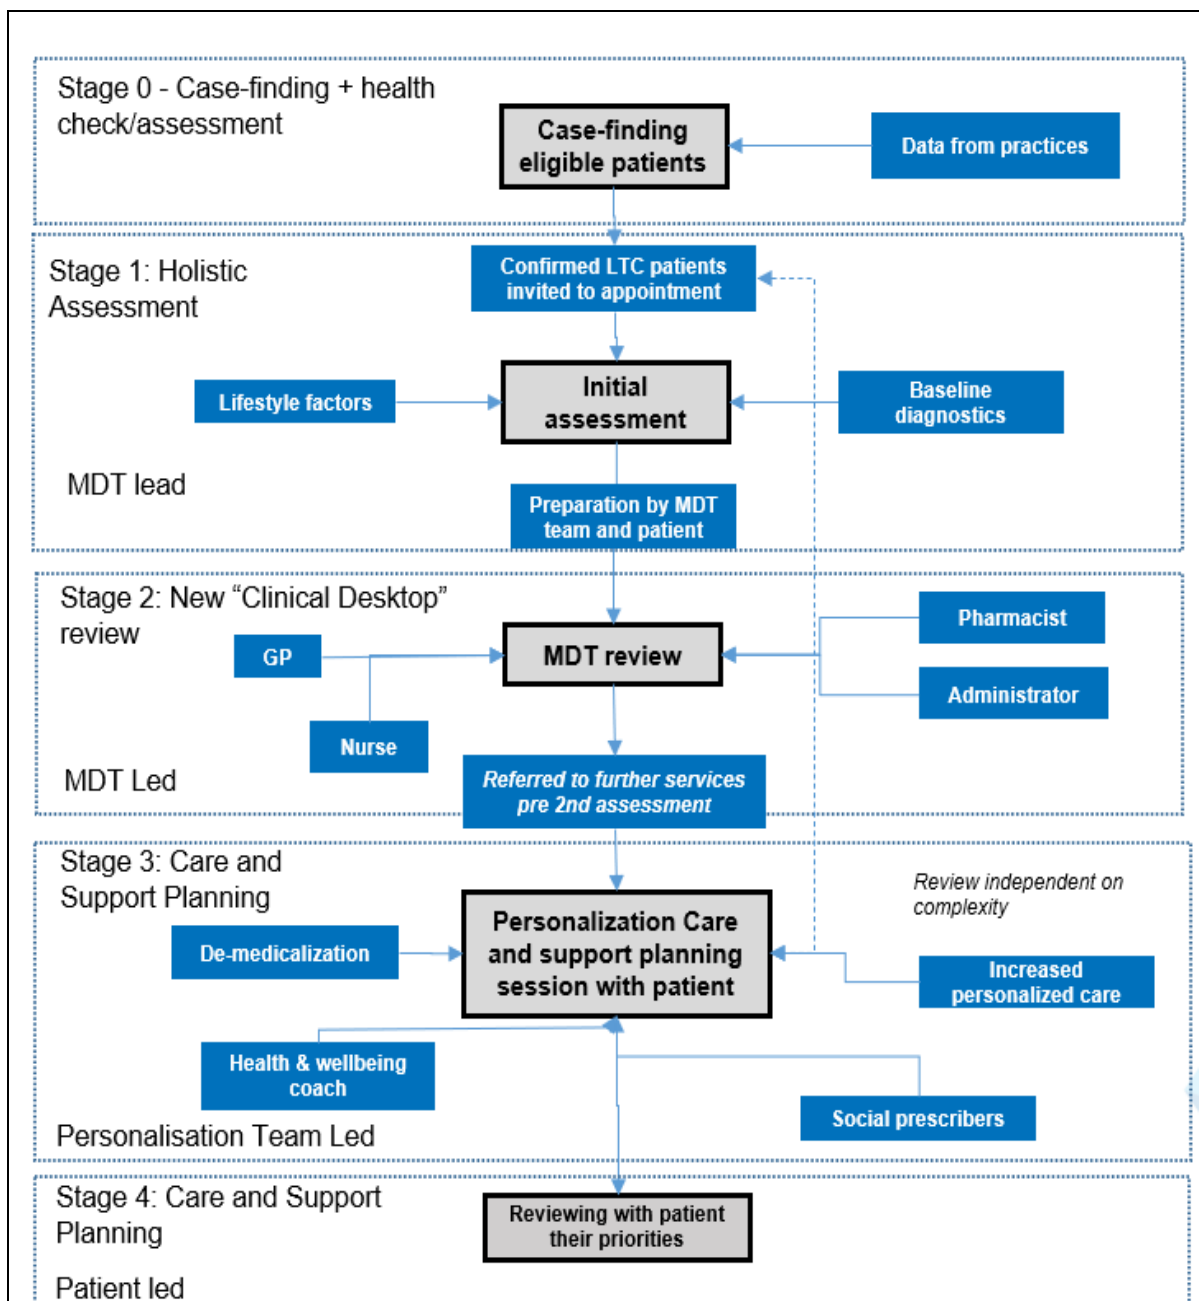 Stage 0 - Case-finding + health
check/assessment
Case-finding
eligible patients
Data from practices
Stage 1: Holistic
Assessment
Confirmed LTC patients
invited to appointment
Lifestyle factors
Initial
assessment
Baseline
diagnostics
MDT lead
Preparation by MDT
team and patient
Stage 2: New “Clinical Desktop”
review
GP
MDT review
Pharmacist
Administrator
Nurse
MDT Led
Referred to further services
pre 2nd assessment
Stage 3: Care and
Support Planning
Review independent on
complexity
De-medicalization
Personalization Care
and support planning
session with patient
Increased
personalized care
Health & wellbeing
coach
Social prescribers
Personalisation Team Led
Stage 4: Care and Support
Planning
Reviewing with patient
their priorities
Patient led